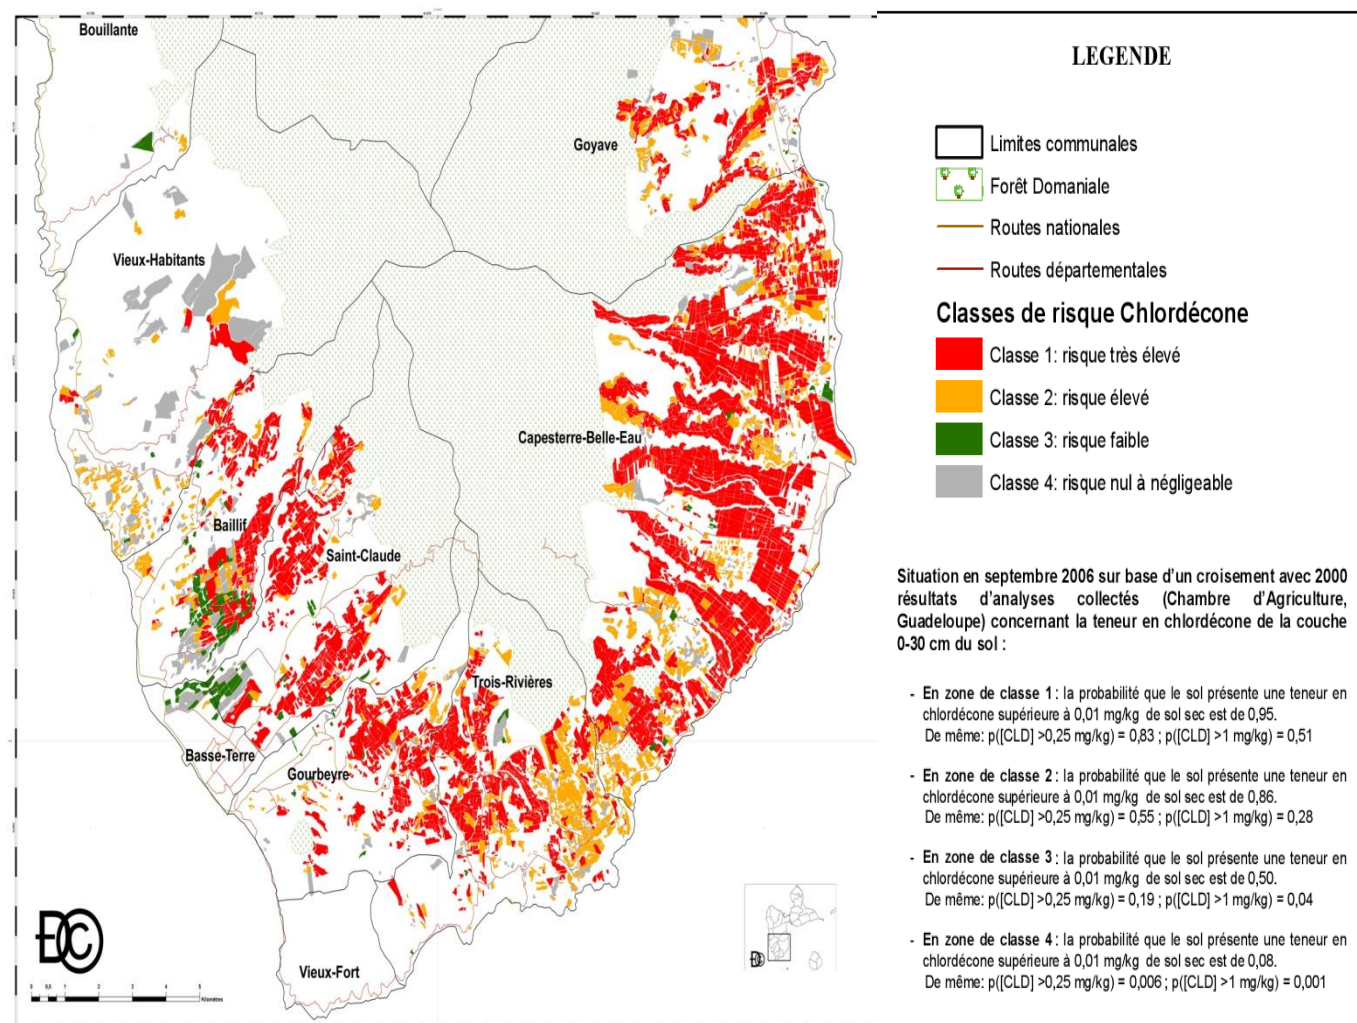 Bouillante
Goyave
Vieux-Habitants
Capesterre-Belle-Eau
Baillif
Saint-Claude
Trois-Rivières
Basse-Terre
Gourbeyre
Vieux-Fort
0 0,5 1 2 3 4 5
Kilomètres
LEGENDE
Limites communales
Forêt Domaniale
Routes nationales
Routes départementales
Classes de risque Chlordécone
Classe 1: risque très élevé
Classe 2: risque élevé
Classe 3: risque faible
Classe 4: risque nul à négligeable
Situation en septembre 2006 sur base d'un croisement avec 2000
résultats d'analyses collectés (Chambre d'Agriculture,
Guadeloupe) concernant la teneur en chlordécone de la couche
0-30 cm du sol :
- En zone de classe 1 : la probabilité que le sol présente une teneur en
chlordécone supérieure à 0,01 mg/kg de sol sec est de 0,95.
De même: p([CLD] >0,25 mg/kg) = 0,83 ; p([CLD] >1 mg/kg) = 0,51
- En zone de classe 2 : la probabilité que le sol présente une teneur en
chlordécone supérieure à 0,01 mg/kg de sol sec est de 0,86.
De même: p([CLD] >0,25 mg/kg) = 0,55 ; p([CLD] >1 mg/kg) = 0,28
- En zone de classe 3 : la probabilité que le sol présente une teneur en
chlordécone supérieure à 0,01 mg/kg de sol sec est de 0,50.
De même: p([CLD] >0,25 mg/kg) = 0,19 ; p([CLD] >1 mg/kg) = 0,04
- En zone de classe 4 : la probabilité que le sol présente une teneur en
chlordécone supérieure à 0,01 mg/kg de sol sec est de 0,08.
De même: p([CLD] >0,25 mg/kg) = 0,006 ; p([CLD] >1 mg/kg) = 0,001